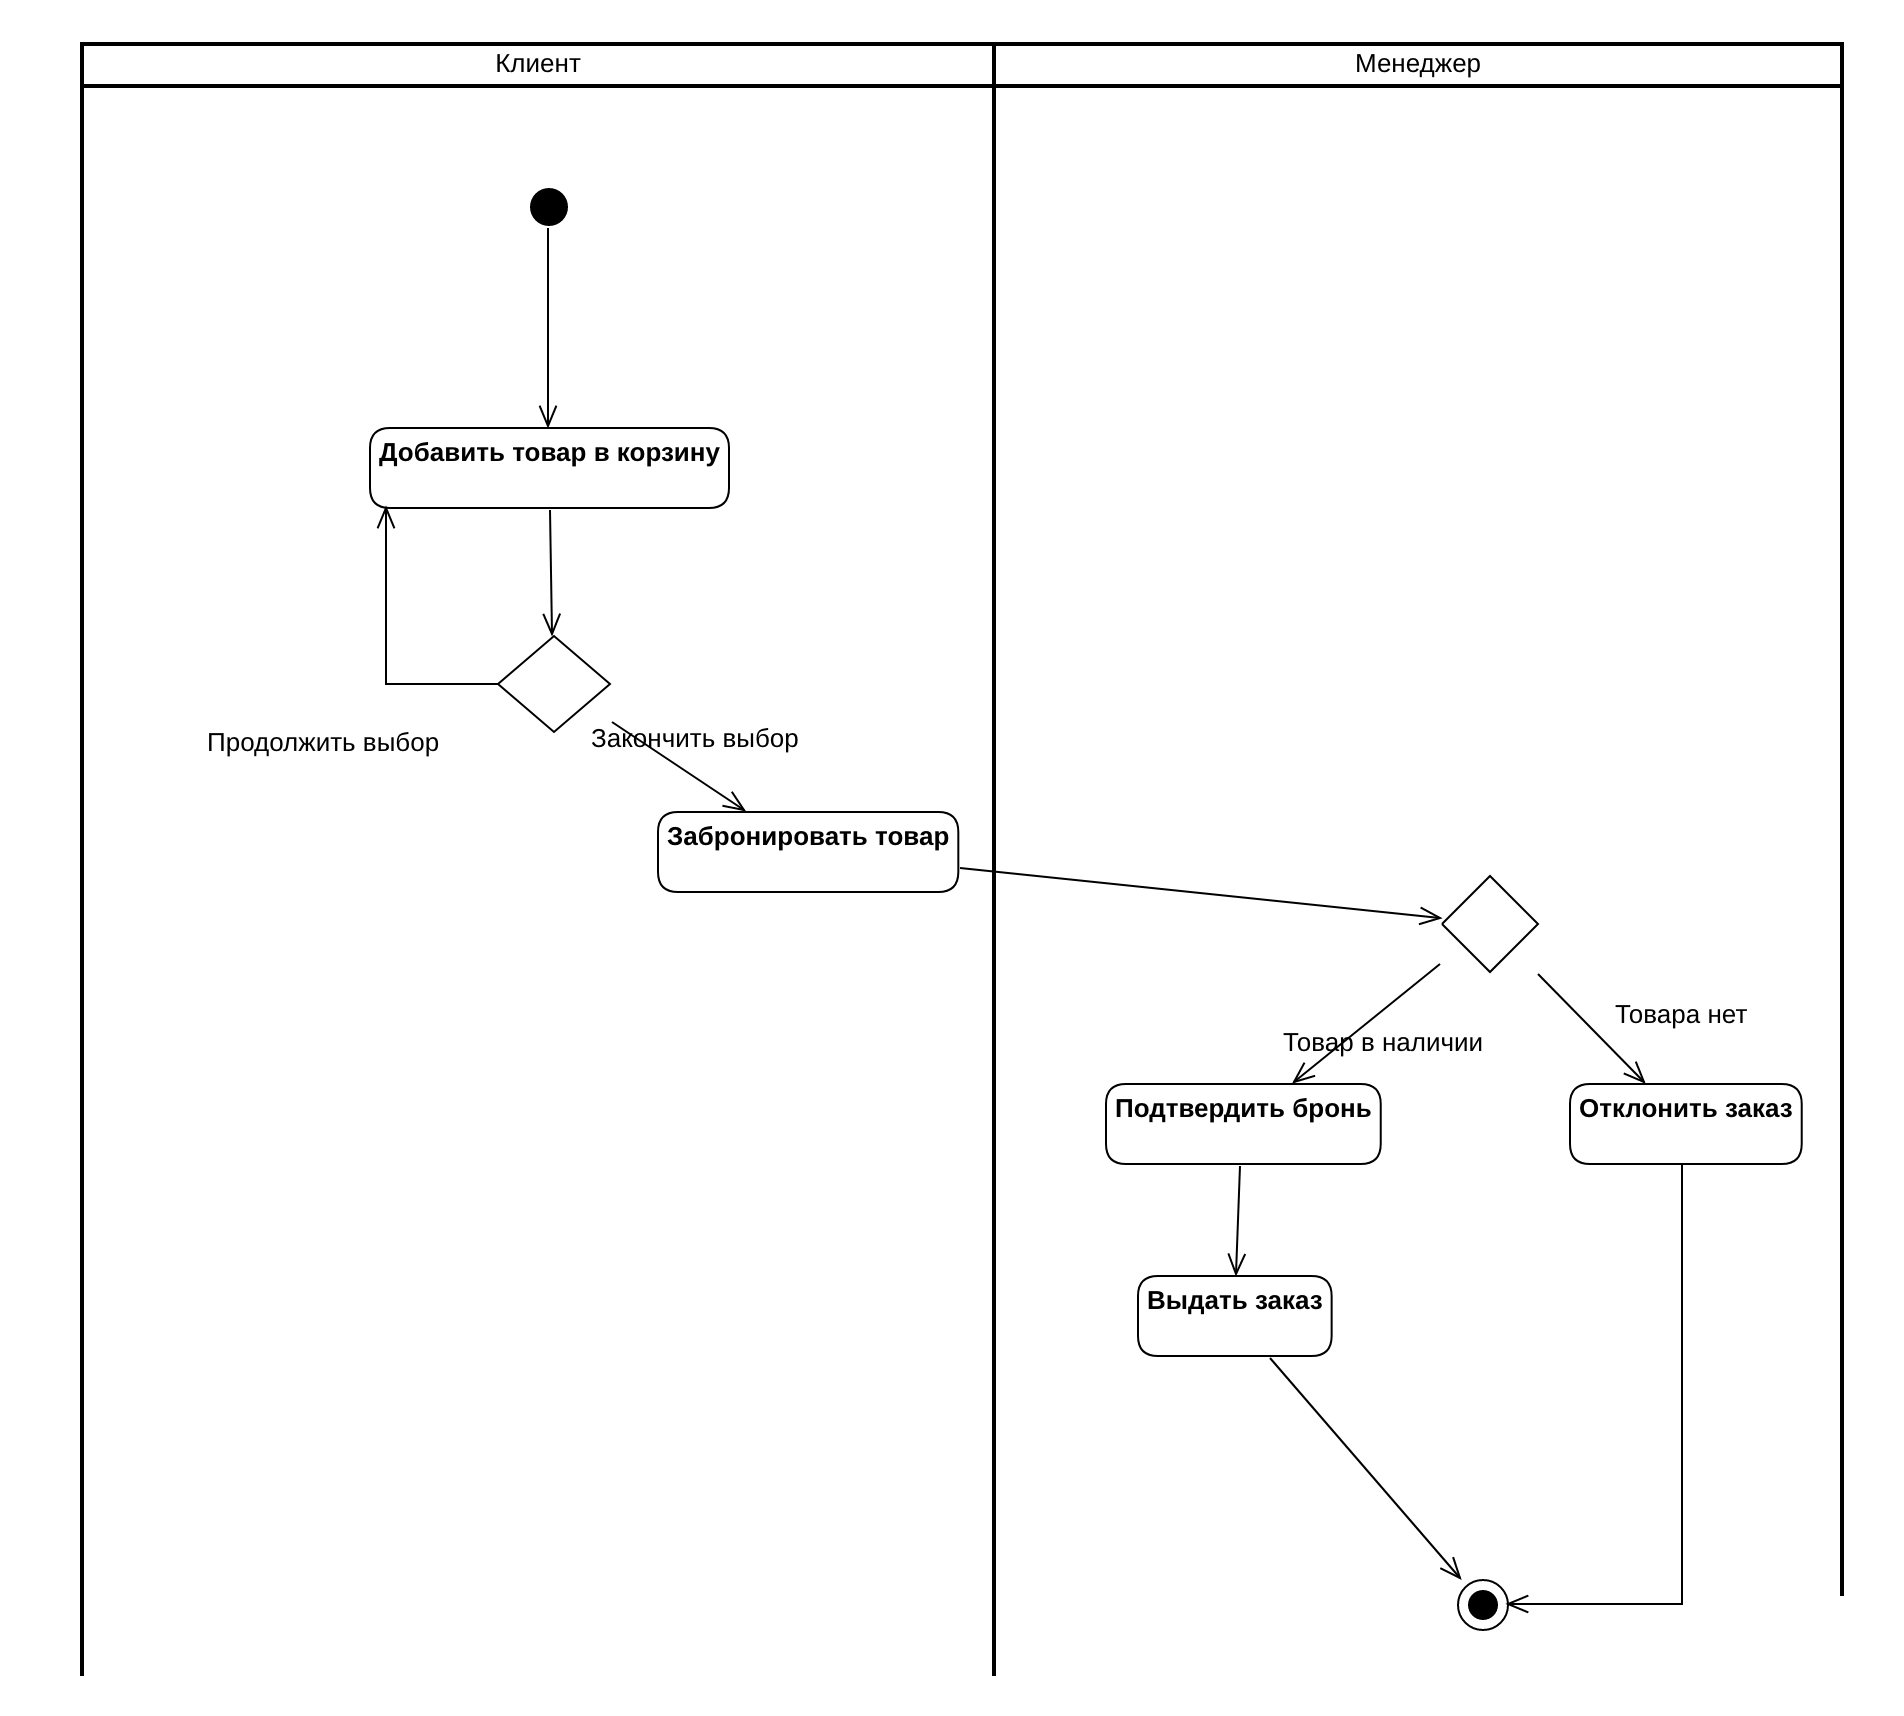 Клиент
Менеджер
Добавить товар в корзину
Продолжить выбор
Закончить выбор
Забронировать товар
Товара нет
Товар в наличии
Подтвердить бронь
Отклонить заказ
Выдать заказ